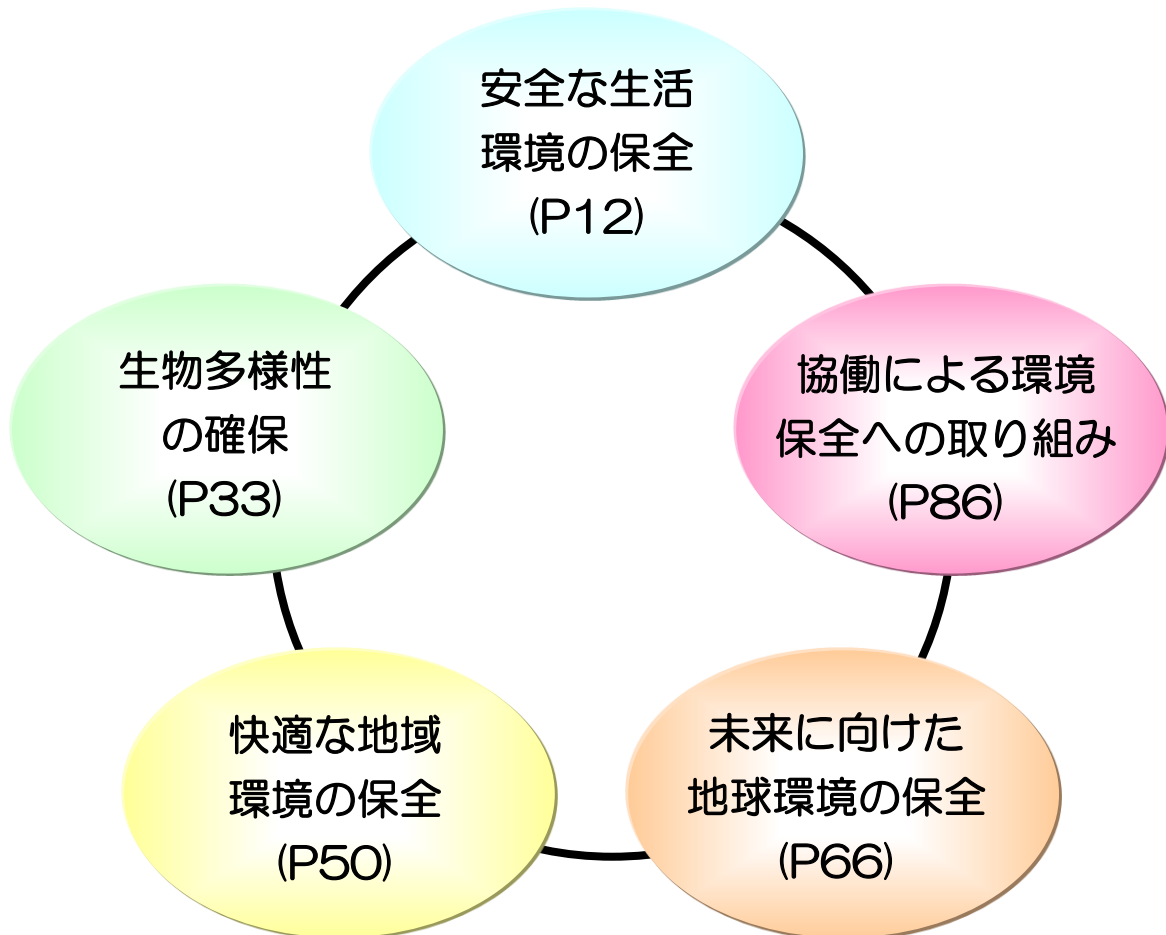 安全な生活
環境の保全
(P12)
生物多様性
の確保
(P33)
協働による環境
保全への取り組み
(P86)
快適な地域
環境の保全
(P50)
未来に向けた
地球環境の保全
(P66)